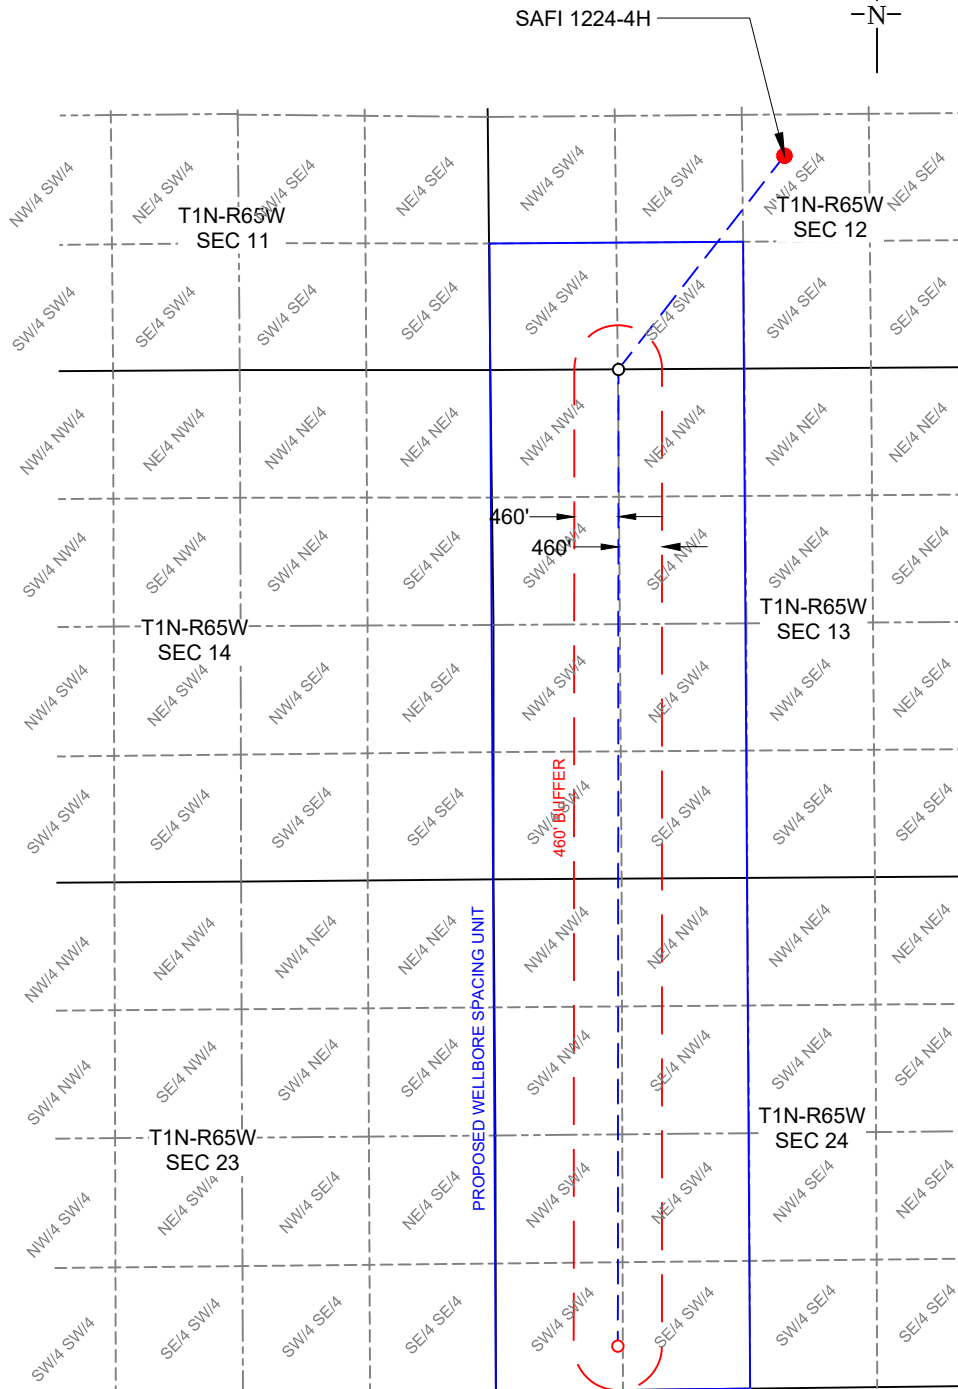 SAFI 1224-4H
-N-
NW/4 SW/4
NE/4 SW/4
NW/4 SE/4
NE/4 SE/4
NW/4 SW/4
NE/4 SW/4
NW/4 SE/4
NE/4 SE/4
T1N-R65W
SEC 11
T1N-R65W
SEC 12
SW/4 SW/4
SE/4 SW/4
SW/4 SE/4
SE/4 SE/4
SW/4 SW/4
SE/4 SW/4
SW/4 SE/4
SE/4 SE/4
NW/4 NW/4
NE/4 NW/4
NW/4 NE/4
NE/4 NE/4
NW/4 NW/4
NE/4 NW/4
NW/4 NE/4
NE/4 NE/4
460'
460'
SW/4 NW/4
SE/4 NW/4
SW/4 NE/4
SE/4 NE/4
SW/4 NW/4
SE/4 NW/4
SW/4 NE/4
SE/4 NE/4
T1N-R65W
SEC 14
T1N-R65W
SEC 13
NW/4 SW/4
NE/4 SW/4
NW/4 SE/4
NE/4 SE/4
NW/4 SW/4
NE/4 SW/4
NW/4 SE/4
NE/4 SE/4
SW/4 SW/4
SE/4 SW/4
SW/4 SE/4
SE/4 SE/4
460' BUFFER
SW/4 SW/4
SE/4 SW/4
SW/4 SE/4
SE/4 SE/4
NW/4 NW/4
NE/4 NW/4
NW/4 NE/4
NE/4 NE/4
PROPOSED WELLBORE SPACING UNIT
NW/4 NW/4
NE/4 NW/4
NW/4 NE/4
NE/4 NE/4
SW/4 NW/4
SE/4 NW/4
SW/4 NE/4
SE/4 NE/4
SW/4 NW/4
SE/4 NW/4
SW/4 NE/4
SE/4 NE/4
T1N-R65W
SEC 23
T1N-R65W
SEC 24
NW/4 SW/4
NE/4 SW/4
NW/4 SE/4
NE/4 SE/4
NW/4 SW/4
NE/4 SW/4
NW/4 SE/4
NE/4 SE/4
SW/4 SW/4
SE/4 SW/4
SW/4 SE/4
SE/4 SE/4
SW/4 SW/4
SE/4 SW/4
SW/4 SE/4
SE/4 SE/4